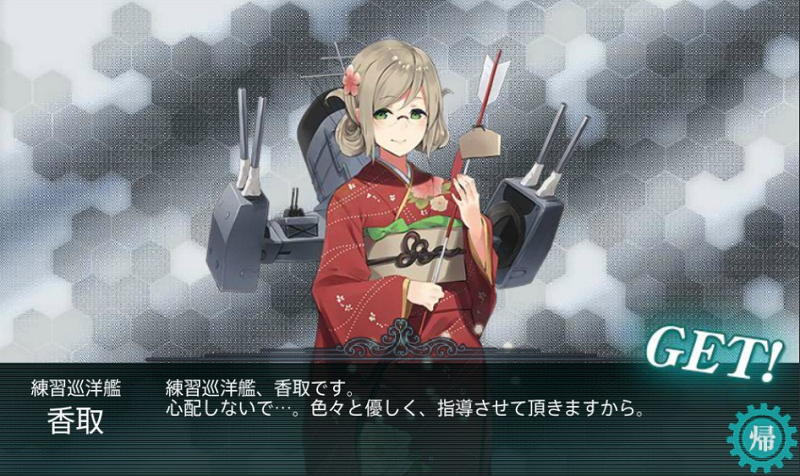 GET!
練習巡洋艦
香取
練習巡洋艦、香取です。
心配しないで…。色々と優しく、指導させて頂きますから。
帰